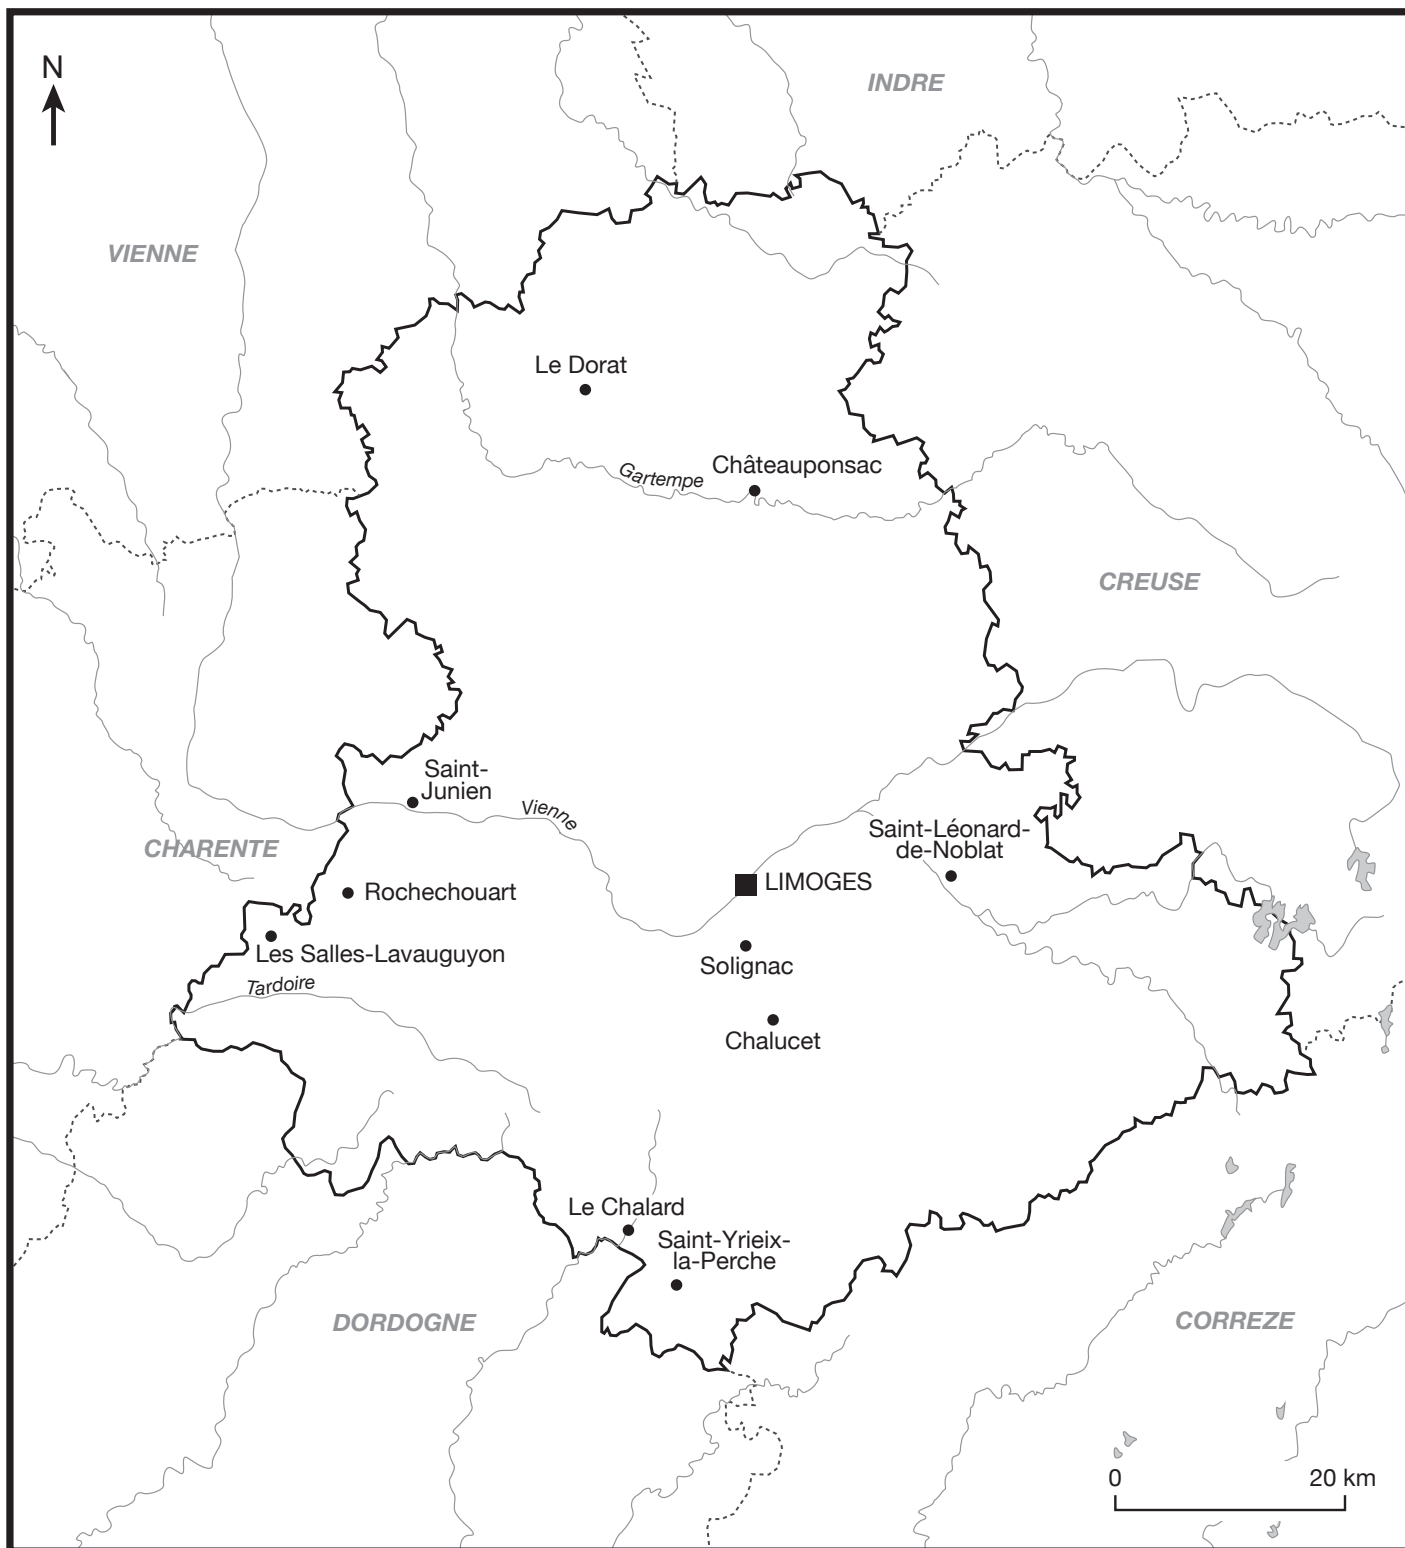 N
INDRE
VIENNE
Le Dorat
Châteauponsac
Gartempe
CREUSE
Saint-
Junien
Vienne
Saint-Léonard-
de-Noblat
CHARENTE
LIMOGES
Rochechouart
Les Salles-Lavauguyon
Solignac
Tardoire
Chalucet
Le Chalard
Saint-Yrieix-
la-Perche
DORDOGNE
CORREZE
0 20 km